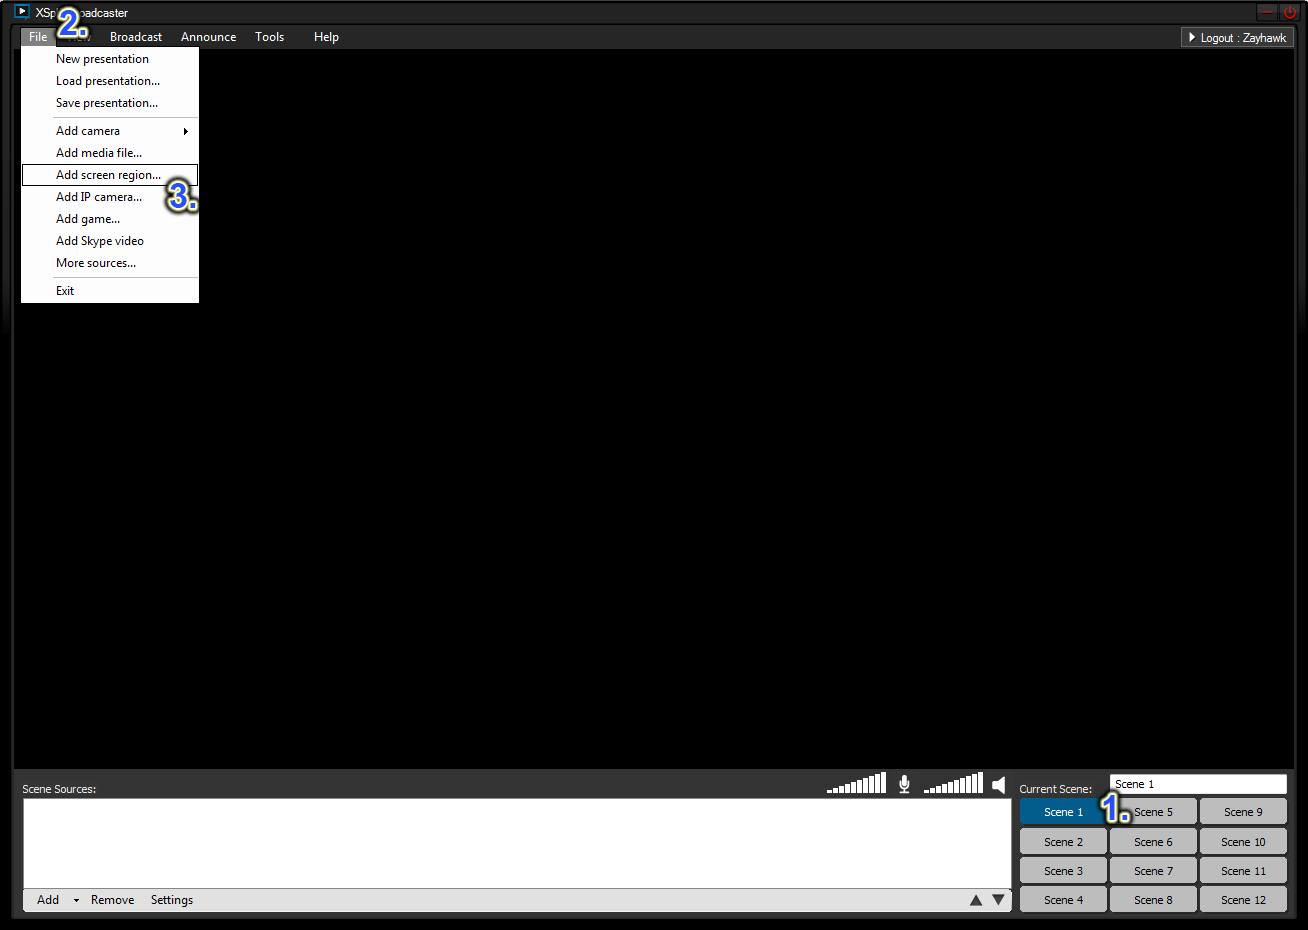 XSp adcaster
2.
File Broadcast Announce Tools Help
Logout : Zayhawk
New presentation
Load presentation...
Save presentation...
Add camera
Add media file...
Add screen region...
3.
Add IP camera...
Add game...
Add Skype video
More sources...
Exit
Scene Sources:
Current Scene:
Scene 1
1.
Scene 1 Scene 5 Scene 9
Scene 2 Scene 6 Scene 10
Scene 3 Scene 7 Scene 11
Scene 4 Scene 8 Scene 12
Add Remove Settings